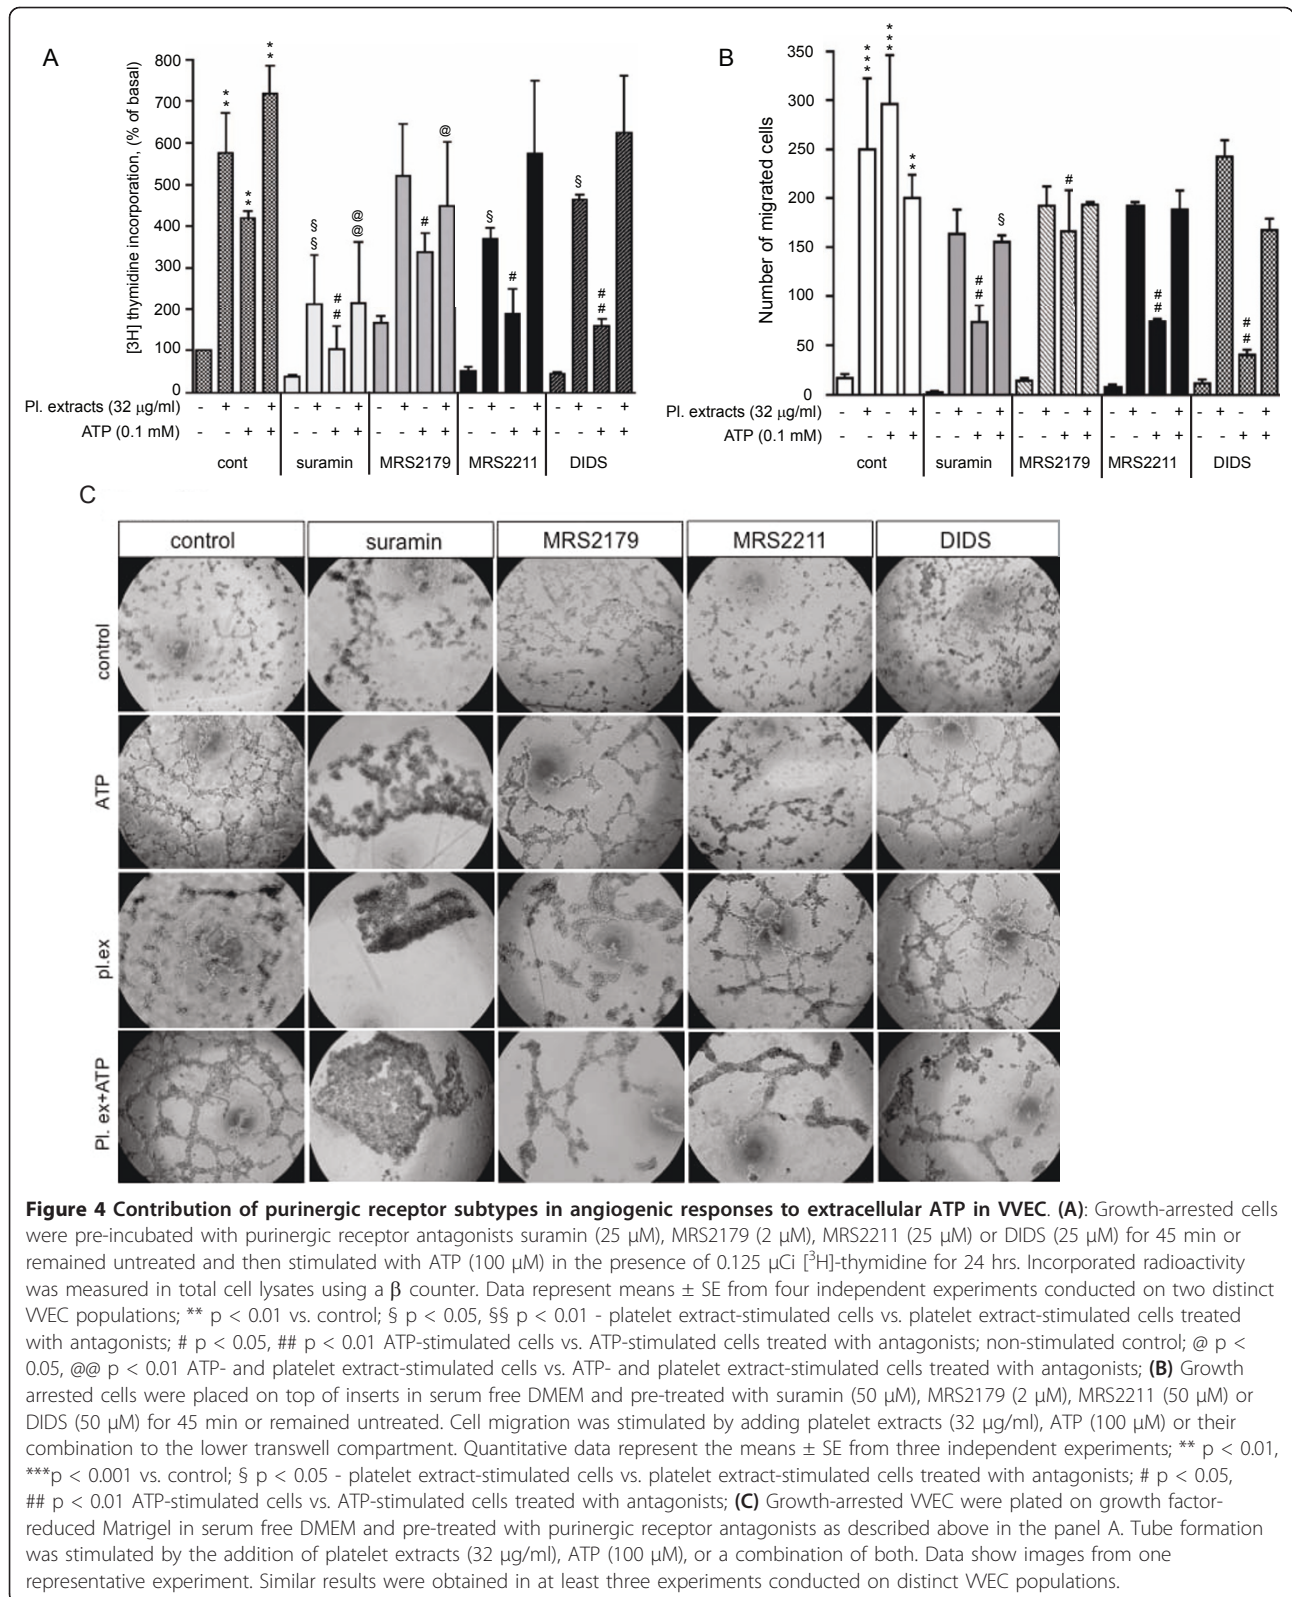 A
[3H] thymidine incorporation, (% of basal)
800
700
600
500
400
300
200
100
0
** ** ** §§ ## @@ # @ § # § ##
Pl. extracts (32 µg/ml) - + - + - + - + - + - + - + - + - + - +
ATP (0.1 mM) - - + + - - + + - - + + - - + + - - + +
cont suramin MRS2179 MRS2211 DIDS
B
Number of migrated cells
350
300
250
200
150
100
50
0
*** *** ** ## § # ## ##
Pl. extracts (32 µg/ml) - + - + - + - + - + - + - + - + - + - +
ATP (0.1 mM) - - + + - - + + - - + + - - + + - - + +
cont suramin MRS2179 MRS2211 DIDS
C
control suramin MRS2179 MRS2211 DIDS
control
ATP
pl.ex
Pl. ex+ATP
Figure 4 Contribution of purinergic receptor subtypes in angiogenic responses to extracellular ATP in VVEC. (A): Growth-arrested cells
were pre-incubated with purinergic receptor antagonists suramin (25 µM), MRS2179 (2 µM), MRS2211 (25 µM) or DIDS (25 µM) for 45 min or
remained untreated and then stimulated with ATP (100 µM) in the presence of 0.125 µCi [³H]-thymidine for 24 hrs. Incorporated radioactivity
was measured in total cell lysates using a β counter. Data represent means ± SE from four independent experiments conducted on two distinct
VVEC populations; ** p < 0.01 vs. control; § p < 0.05, §§ p < 0.01 - platelet extract-stimulated cells vs. platelet extract-stimulated cells treated
with antagonists; # p < 0.05, ## p < 0.01 ATP-stimulated cells vs. ATP-stimulated cells treated with antagonists; non-stimulated control; @ p <
0.05, @@ p < 0.01 ATP- and platelet extract-stimulated cells vs. ATP- and platelet extract-stimulated cells treated with antagonists; (B) Growth
arrested cells were placed on top of inserts in serum free DMEM and pre-treated with suramin (50 µM), MRS2179 (2 µM), MRS2211 (50 µM) or
DIDS (50 µM) for 45 min or remained untreated. Cell migration was stimulated by adding platelet extracts (32 µg/ml), ATP (100 µM) or their
combination to the lower transwell compartment. Quantitative data represent the means ± SE from three independent experiments; ** p < 0.01,
***p < 0.001 vs. control; § p < 0.05 - platelet extract-stimulated cells vs. platelet extract-stimulated cells treated with antagonists; # p < 0.05,
## p < 0.01 ATP-stimulated cells vs. ATP-stimulated cells treated with antagonists; (C) Growth-arrested VVEC were plated on growth factor-
reduced Matrigel in serum free DMEM and pre-treated with purinergic receptor antagonists as described above in the panel A. Tube formation
was stimulated by the addition of platelet extracts (32 µg/ml), ATP (100 µM), or a combination of both. Data show images from one
representative experiment. Similar results were obtained in at least three experiments conducted on distinct VVEC populations.